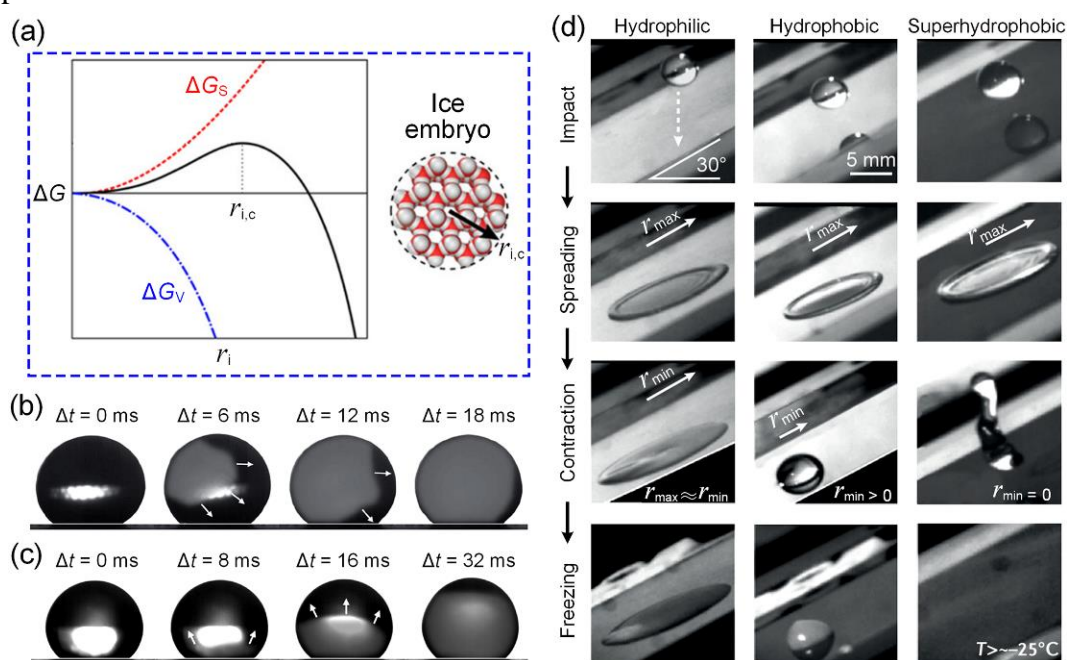 (a)
ΔG_S
Ice
embryo
ΔG
r_i,c
r_i,c
ΔG_V
r_i
(b)
Δt = 0 ms Δt = 6 ms Δt = 12 ms Δt = 18 ms
(c)
Δt = 0 ms Δt = 8 ms Δt = 16 ms Δt = 32 ms
(d)
Hydrophilic Hydrophobic Superhydrophobic
Impact
30°
5 mm
Spreading
r_max r_max r_max
Contraction
r_min r_min
r_max≈r_min r_min > 0 r_min = 0
Freezing
T>~−25°C